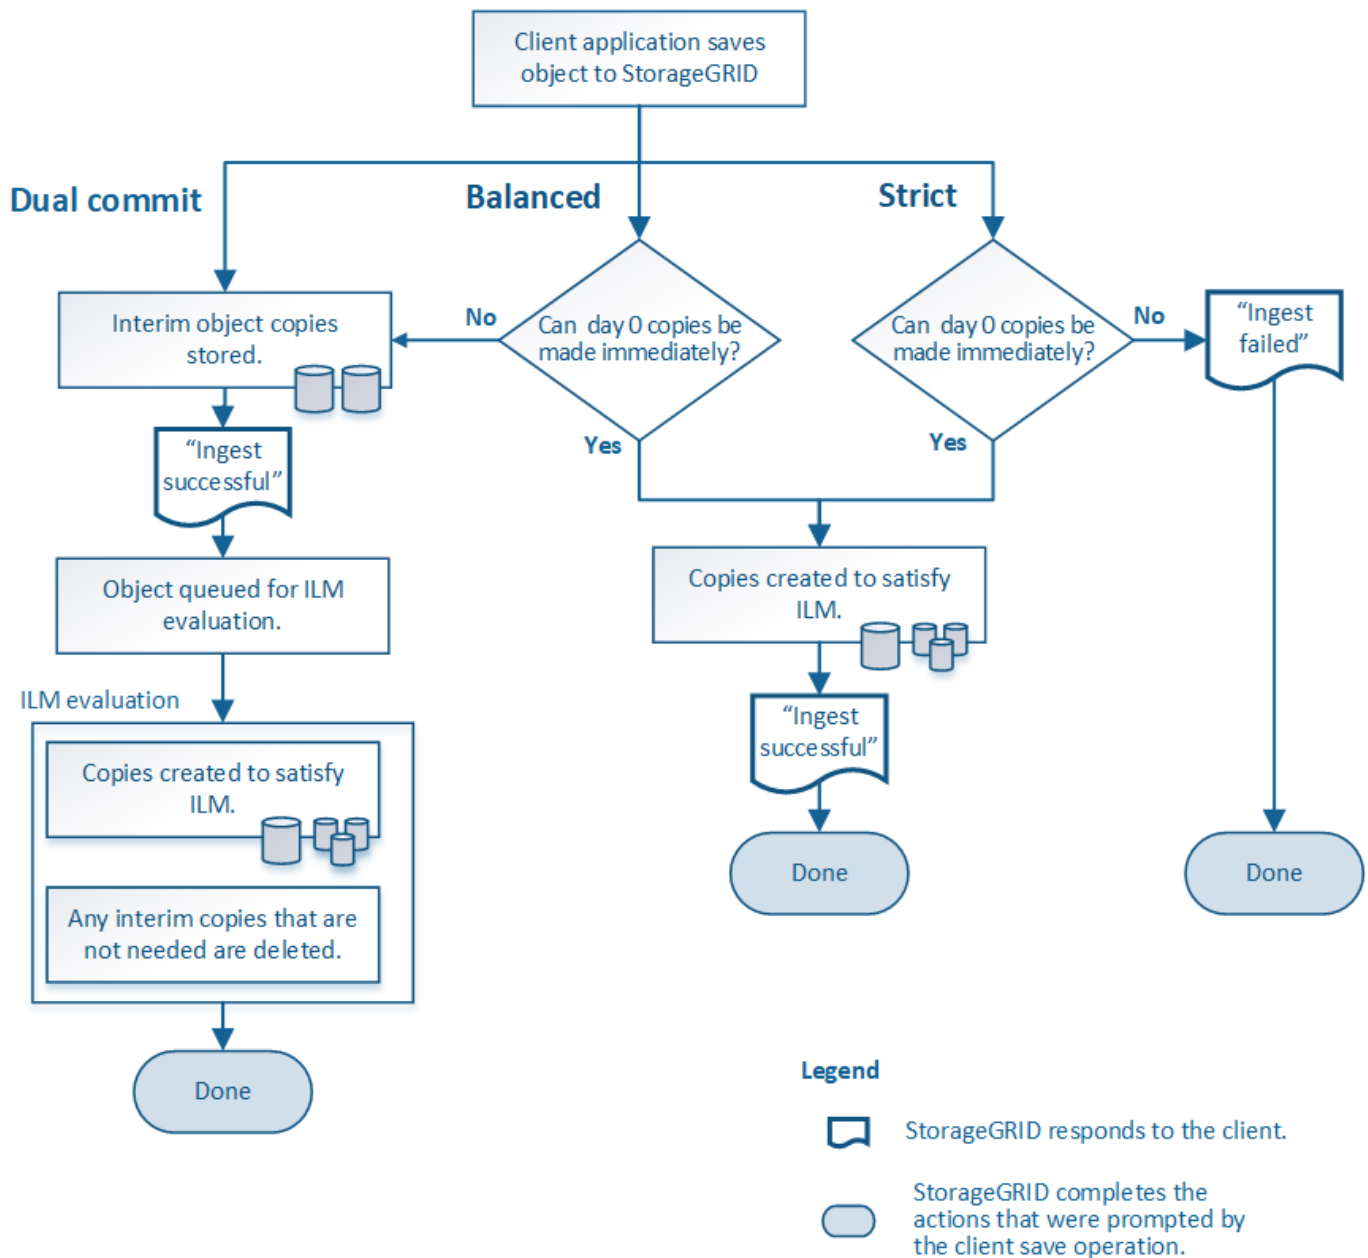 Client application saves
object to StorageGRID
Dual commit
Balanced
Strict
Interim object copies
stored.
No
Can day 0 copies be
made immediately?
Can day 0 copies be
made immediately?
No
“Ingest
failed”
“Ingest
successful”
Yes
Yes
Object queued for ILM
evaluation.
Copies created to satisfy
ILM.
ILM evaluation
“Ingest
successful”
Copies created to satisfy
ILM.
Done
Done
Any interim copies that are
not needed are deleted.
Done
Legend
StorageGRID responds to the client.
StorageGRID completes the
actions that were prompted by
the client save operation.